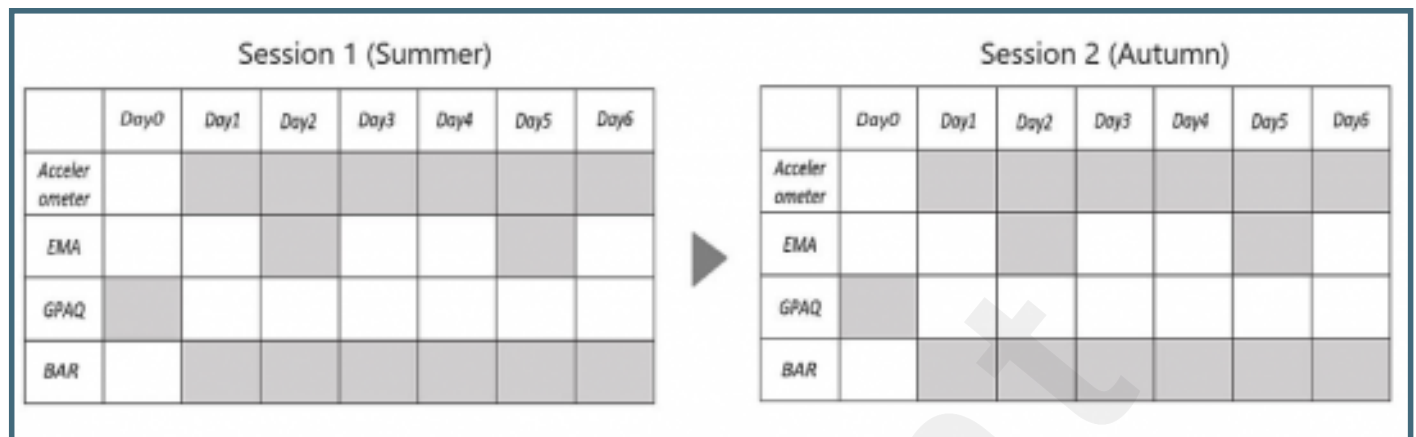 Session 1 (Summer)
Day0 Day1 Day2 Day3 Day4 Day5 Day6
Acceler
ometer
EMA
GPAQ
BAR
Session 2 (Autumn)
Day0 Day1 Day2 Day3 Day4 Day5 Day6
Acceler
ometer
EMA
GPAQ
BAR